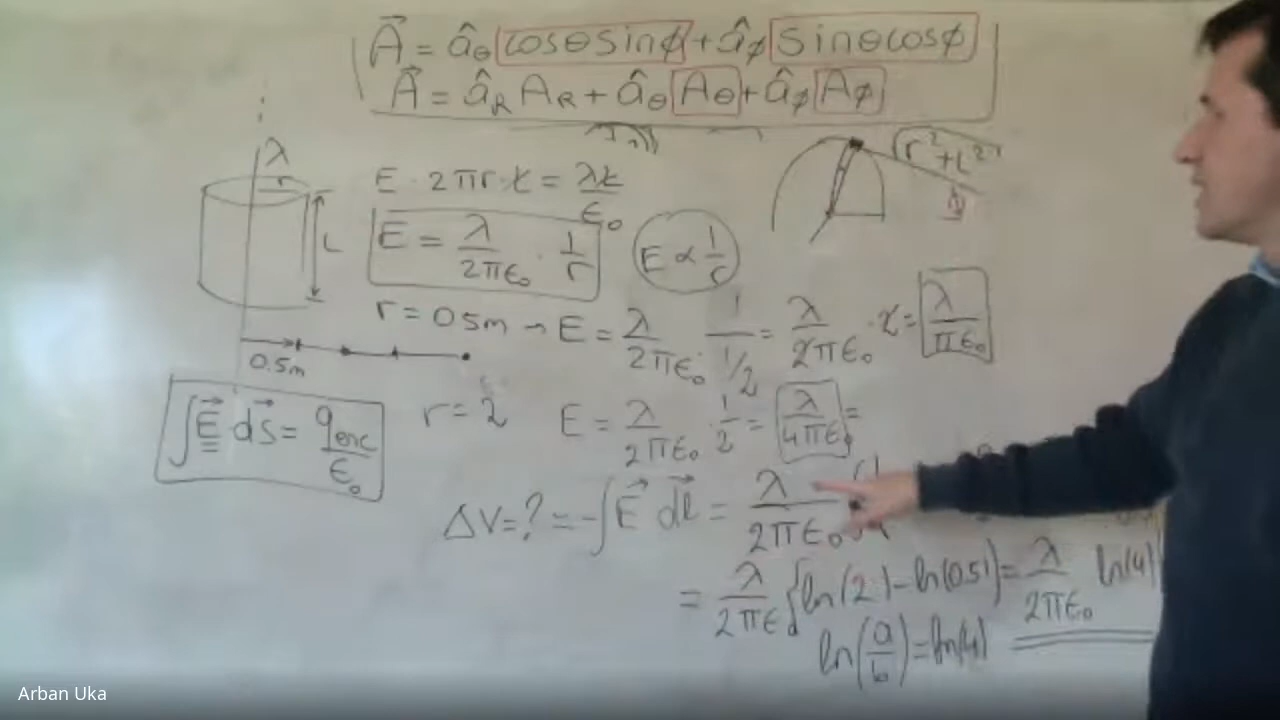 A⃗ = â_θ cosθ sinϕ + â_ϕ sinθ cosϕ
A⃗ = â_R A_R + â_θ A_θ + â_ϕ A_ϕ
λ
r
L
E · 2πr · L = λL/ε₀
E = λ/2πε₀ · 1/r
E ∝ 1/r
√r²+L²
r = 0.5m → E = λ/2πε₀ · 1/1/2 = λ/2πε₀ · 2 = λ/πε₀
0.5m
∫E⃗ ds⃗ = q_enc/ε₀
r = 2 E = λ/2πε₀ · 1/2 = λ/4πε₀ =
ΔV = ? = -∫E⃗ dl⃗ = λ/2πε₀
= λ/2πε {ln(2) - ln(0.5)} = λ/2πε₀ ln(4)
ln(a/b) = ln(4)
Arban Uka